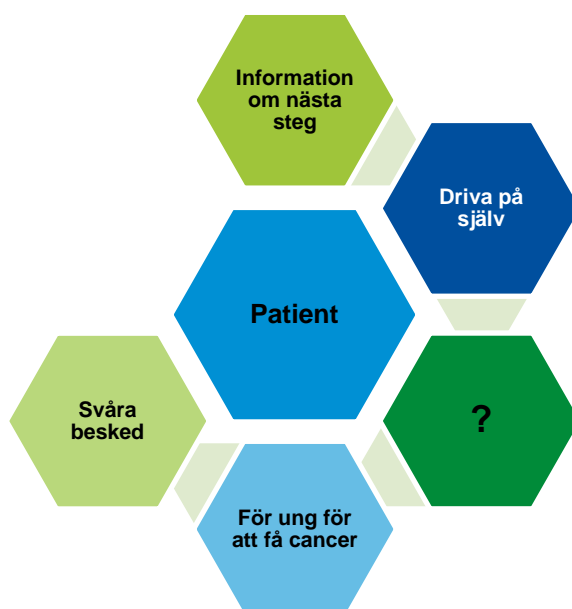 Information
om nästa
steg
Driva på
själv
Patient
?
Svåra
besked
För ung för
att få cancer